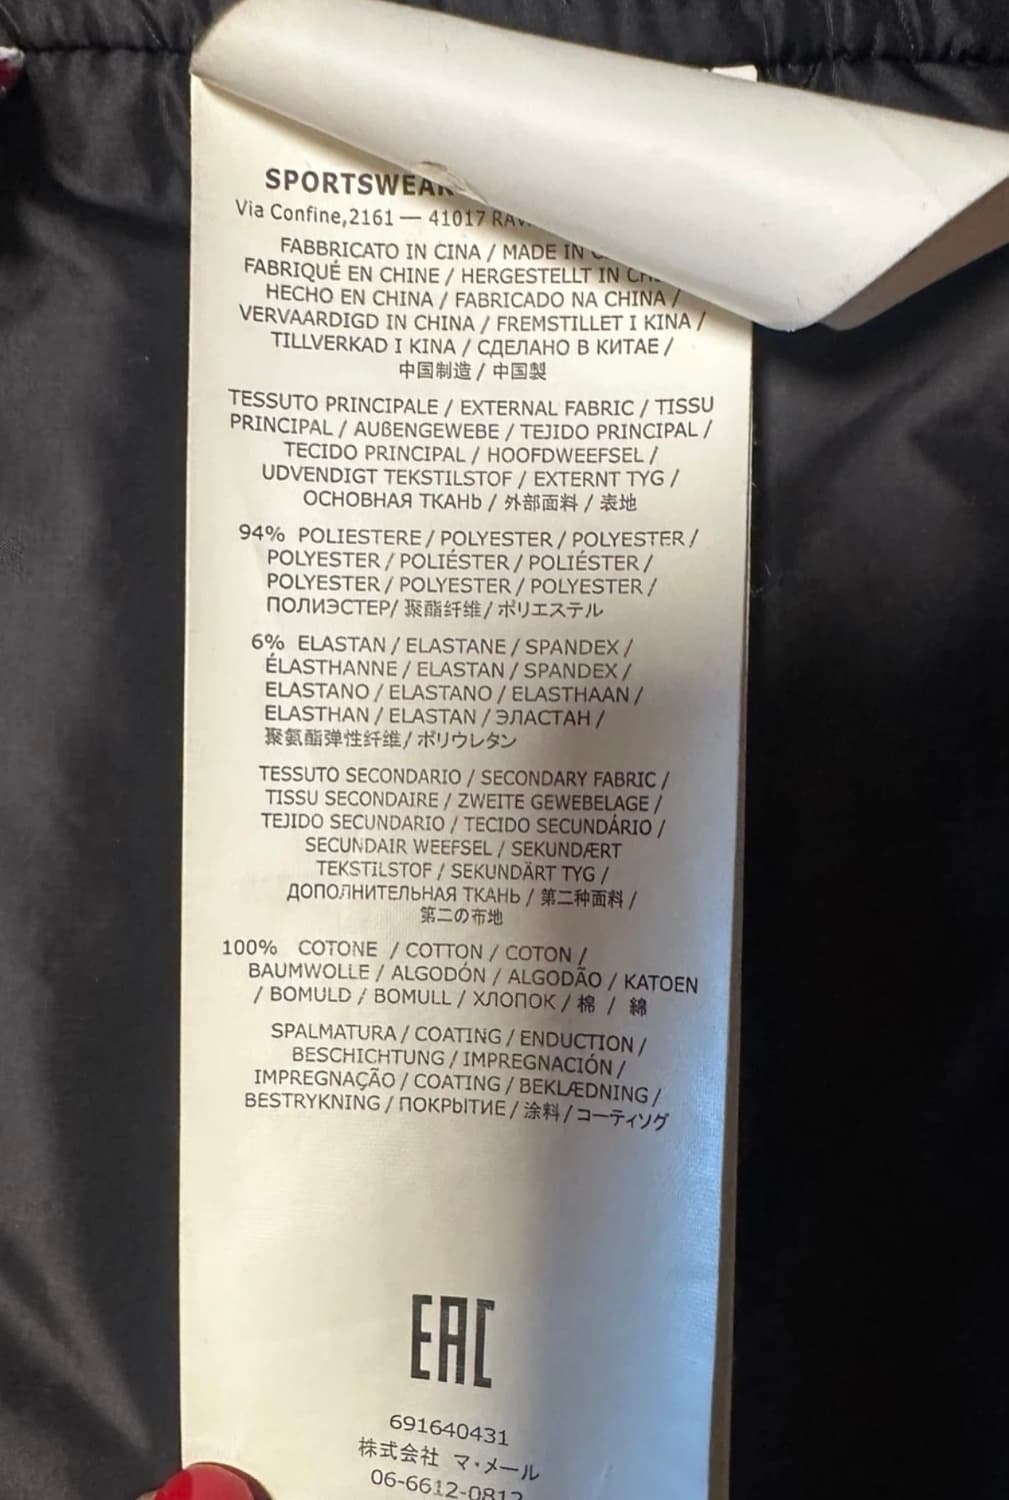 SPORTSWEAR
Via Confine,2161 — 41017
FABBRICATO IN CINA / MADE IN
FABRIQUÉ EN CHINE / HERGESTELLT IN
HECHO EN CHINA / FABRICADO NA CHINA /
VERVAARDIGD IN CHINA / FREMSTILLET I KINA /
TILLVERKAD I KINA / СДЕЛАНО В КИТАЕ /
中国制造 / 中国製
TESSUTO PRINCIPALE / EXTERNAL FABRIC / TISSU
PRINCIPAL / AUßENGEWEBE / TEJIDO PRINCIPAL /
TECIDO PRINCIPAL / HOOFDWEEFSEL /
UDVENDIGT TEKSTILSTOF / EXTERNT TYG /
ОСНОВНАЯ ТКАНЬ / 外部面料 / 表地
94% POLIESTERE / POLYESTER / POLYESTER /
POLYESTER / POLIÉSTER / POLIÉSTER /
POLYESTER / POLYESTER / POLYESTER /
ПОЛИЭСТЕР/ 聚酯纤维/ ポリエステル
6% ELASTAN / ELASTANE / SPANDEX /
ÉLASTHANNE / ELASTAN / SPANDEX /
ELASTANO / ELASTANO / ELASTHAAN /
ELASTHAN / ELASTAN / ЭЛАСТАН /
聚氨酯弹性纤维/ ポリウレタン
TESSUTO SECONDARIO / SECONDARY FABRIC /
TISSU SECONDAIRE / ZWEITE GEWEBELAGE /
TEJIDO SECUNDARIO / TECIDO SECUNDÁRIO /
SECUNDAIR WEEFSEL / SEKUNDÆRT
TEKSTILSTOF / SEKUNDÄRT TYG /
ДОПОЛНИТЕЛЬНАЯ ТКАНЬ / 第二种面料 /
第二の布地
100% COTONE / COTTON / COTON /
BAUMWOLLE / ALGODÓN / ALGODÃO / KATOEN
/ BOMULD / BOMULL / ХЛОПОК / 棉 / 綿
SPALMATURA / COATING / ENDUCTION /
BESCHICHTUNG / IMPREGNACIÓN /
IMPREGNAÇÃO / COATING / BEKLÆDNING /
BESTRYKNING / ПОКРЫТИЕ / 涂料 / コーティソグ
EAC
691640431
株式会社 マ・メール
06-6612-0812